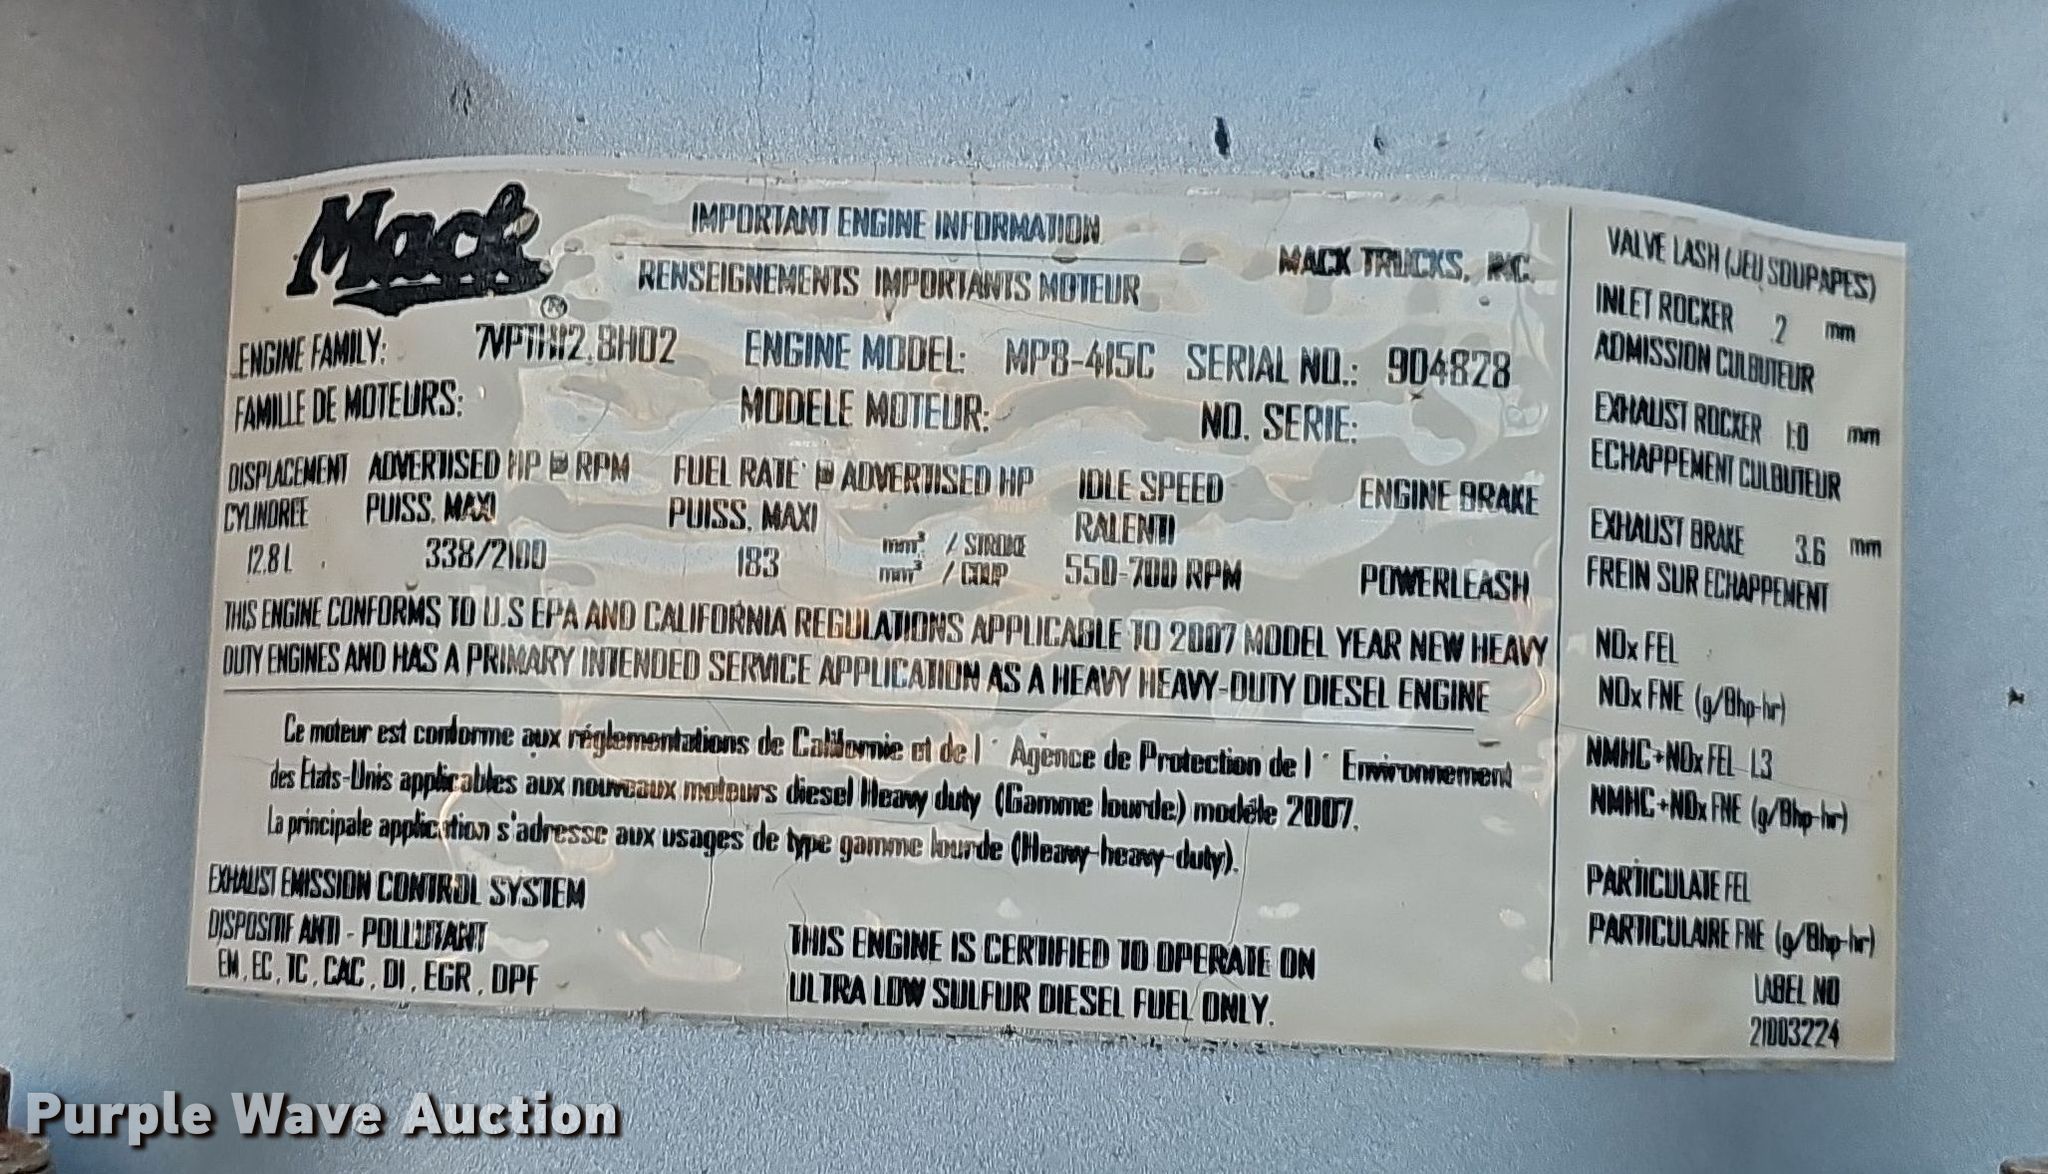 Mack
®
IMPORTANT ENGINE INFORMATION
RENSEIGNEMENTS IMPORTANTS MOTEUR
MACK TRUCKS, INC.
ENGINE FAMILY: 7VPTH12.8H02 ENGINE MODEL: MP8-415C SERIAL NO.: 904828
FAMILLE DE MOTEURS: MODELE MOTEUR: NO. SERIE:
DISPLACEMENT ADVERTISED HP @ RPM FUEL RATE @ ADVERTISED HP IDLE SPEED ENGINE BRAKE
CYLINDREE PUISS. MAXI PUISS. MAXI RALENTI
12.8 L 338/2100 183 mm³ / STROKE 550-700 RPM POWERLEASH
mm³ / COUP
THIS ENGINE CONFORMS TO U.S EPA AND CALIFORNIA REGULATIONS APPLICABLE TO 2007 MODEL YEAR NEW HEAVY
DUTY ENGINES AND HAS A PRIMARY INTENDED SERVICE APPLICATION AS A HEAVY HEAVY-DUTY DIESEL ENGINE
Ce moteur est conforme aux réglementations de Californie et de l ' Agence de Protection de l ' Environnement
des Etats-Unis applicables aux nouveaux moteurs diesel Heavy duty (Gamme lourde) modèle 2007.
La principale application s'adresse aux usages de type gamme lourde (Heavy-heavy-duty).
EXHAUST EMISSION CONTROL SYSTEM
DISPOSITIF ANTI - POLLUTANT
EM, EC, TC, CAC, DI, EGR, DPF
THIS ENGINE IS CERTIFIED TO OPERATE ON
ULTRA LOW SULFUR DIESEL FUEL ONLY.
VALVE LASH (JEU SOUPAPES)
INLET ROCKER .2 mm
ADMISSION CULBUTEUR
EXHAUST ROCKER 1.0 mm
ECHAPPEMENT CULBUTEUR
EXHAUST BRAKE 3.6 mm
FREIN SUR ECHAPPEMENT
NOx FEL
NOx FNE (g/Bhp-hr)
NMHC+NOx FEL 1.3
NMHC+NOx FNE (g/Bhp-hr)
PARTICULATE FEL
PARTICULAIRE FNE (g/Bhp-hr)
LABEL NO
21003224
Purple Wave Auction